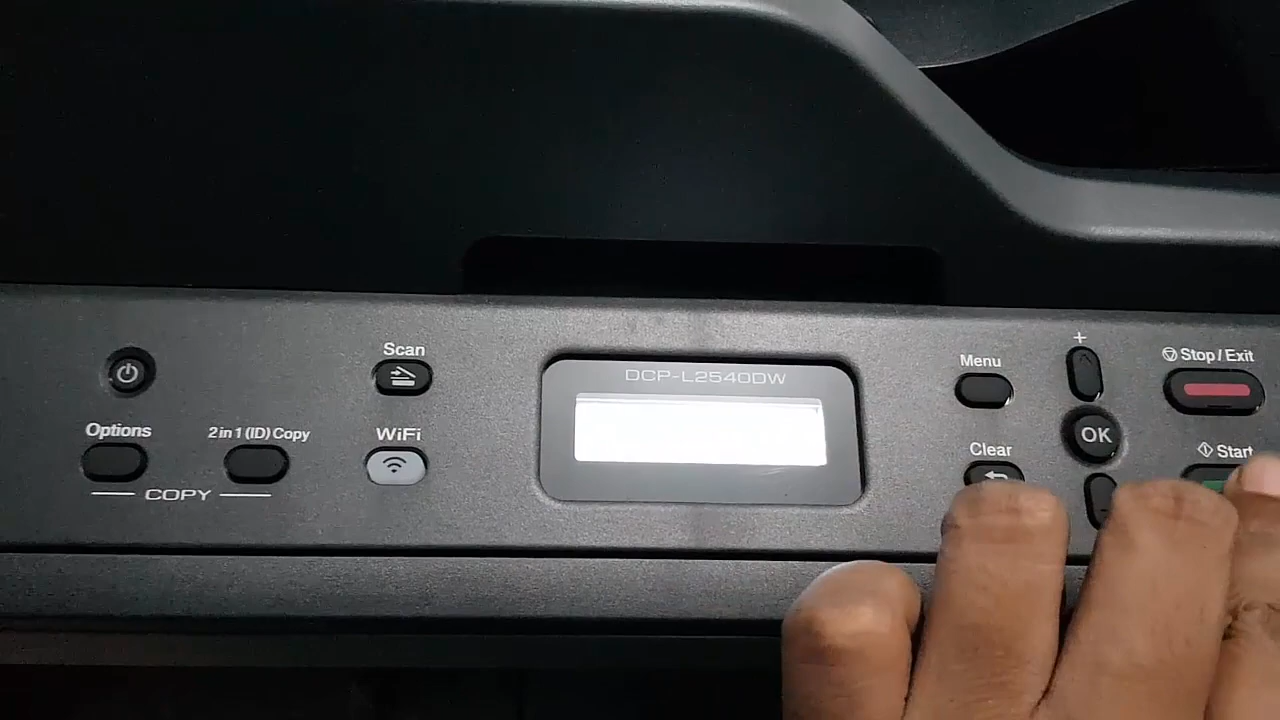 Scan
DCP-L2540DW
Menu
+
Stop / Exit
Options
2 in 1 (ID) Copy
WiFi
OK
Clear
Start
COPY